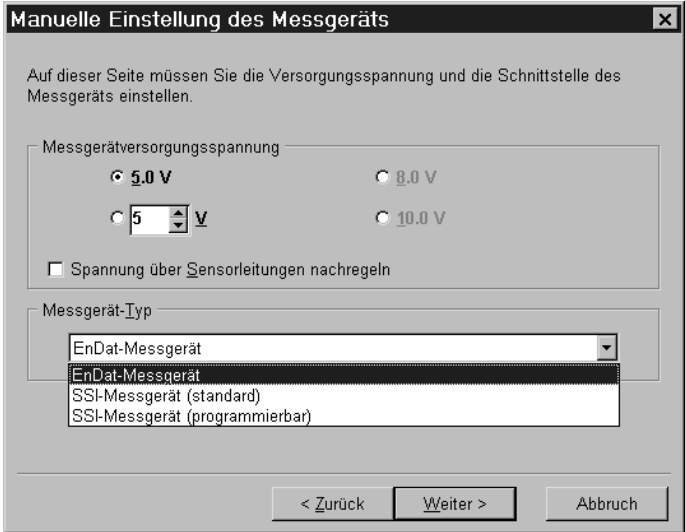 Manuelle Einstellung des Messgeräts
Auf dieser Seite müssen Sie die Versorgungsspannung und die Schnittstelle des
Messgeräts einstellen.
Messgerätversorgungsspannung
5.0 V 8.0 V
5 V 10.0 V
Spannung über Sensorleitungen nachregeln
Messgerät-Typ
EnDat-Messgerät
EnDat-Messgerät
SSI-Messgerät (standard)
SSI-Messgerät (programmierbar)
< Zurück Weiter > Abbruch